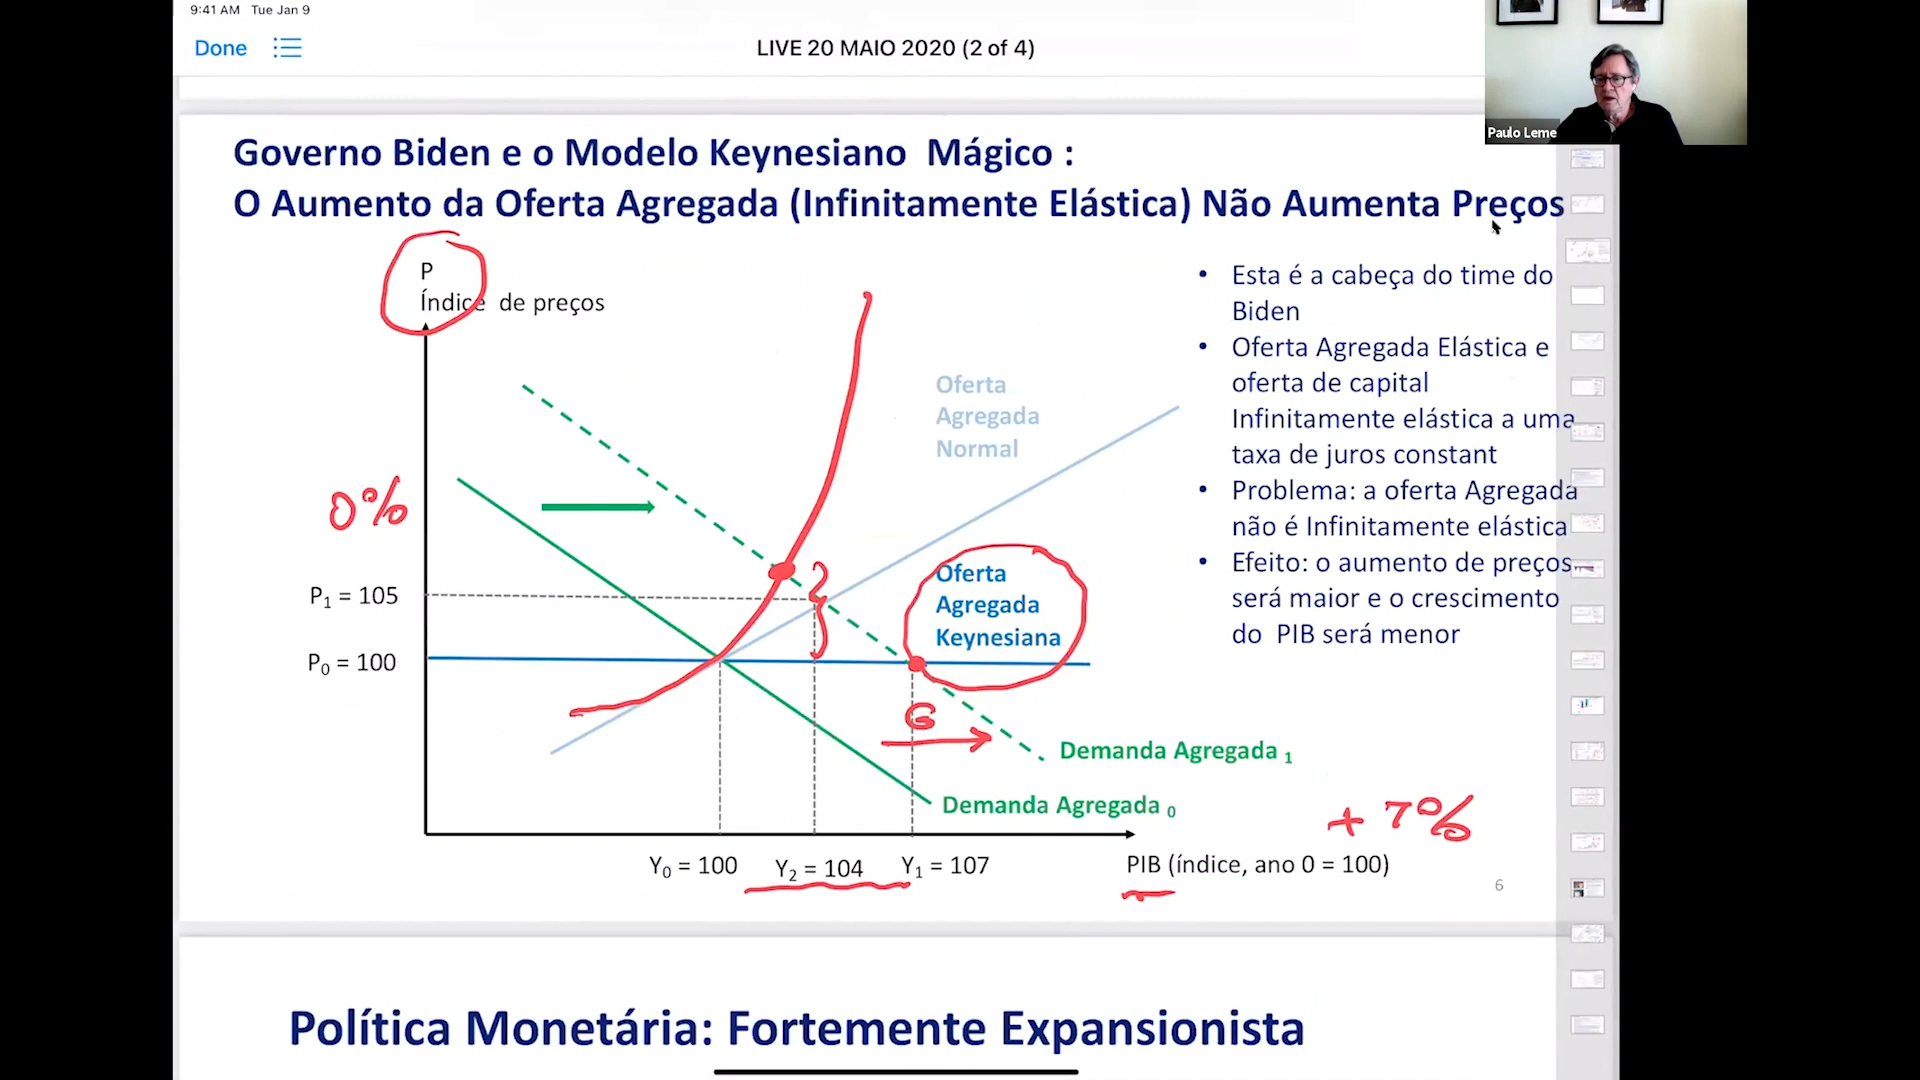 9:41 AM Tue Jan 9
Done
LIVE 20 MAIO 2020 (2 of 4)
Paulo Leme
Governo Biden e o Modelo Keynesiano Mágico :
O Aumento da Oferta Agregada (Infinitamente Elástica) Não Aumenta Preços
P
Índice de preços
0%
P1 = 105
P0 = 100
Oferta
Agregada
Normal
Oferta
Agregada
Keynesiana
G
Demanda Agregada 1
Demanda Agregada 0
Y0 = 100
Y2 = 104
Y1 = 107
PIB (índice, ano 0 = 100)
+ 7%
• Esta é a cabeça do time do
Biden
• Oferta Agregada Elástica e
oferta de capital
Infinitamente elástica a uma
taxa de juros constant
• Problema: a oferta Agregada
não é Infinitamente elástica
• Efeito: o aumento de preços
será maior e o crescimento
do PIB será menor
6
Política Monetária: Fortemente Expansionista